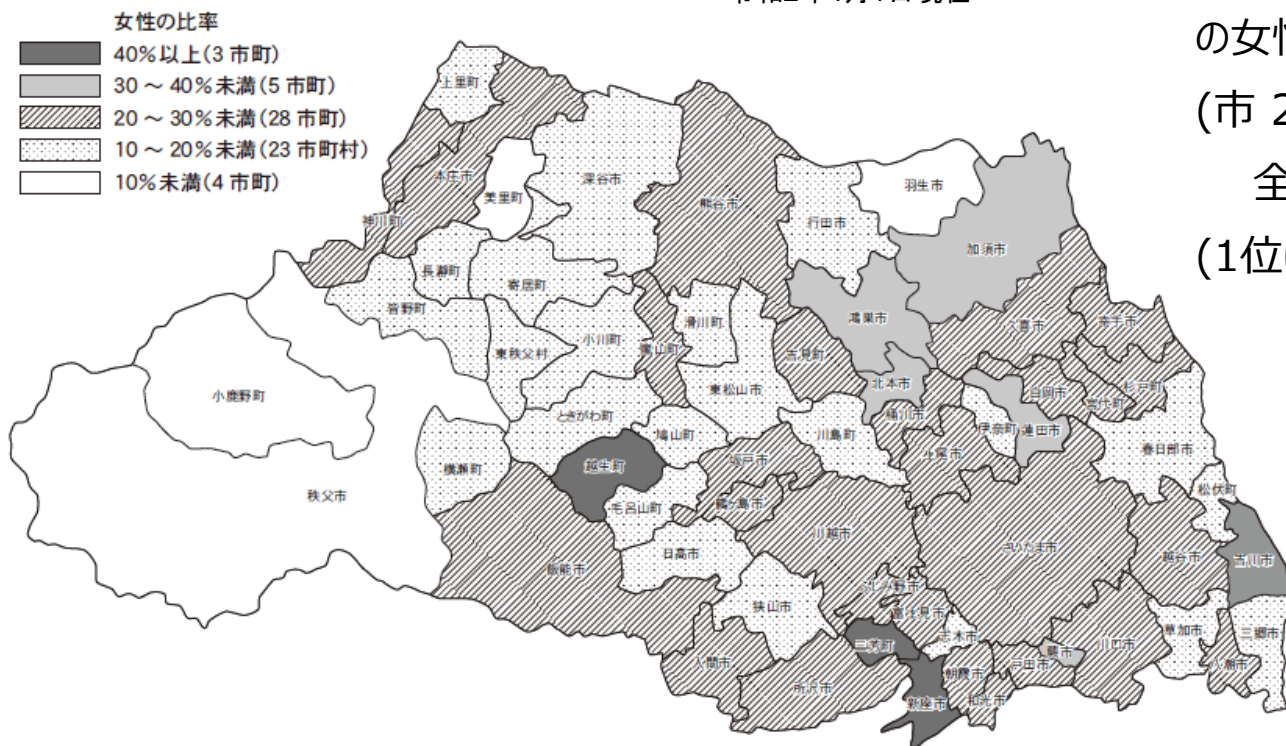 の女性
(市 2
全
(1位
女性の比率
40%以上(3市町)
30～40%未満(5市町)
20～30%未満(28市町)
10～20%未満(23市町村)
10%未満(4市町)
上里町
本庄市
美里町
深谷市
熊谷市
行田市
羽生市
加須市
神川町
長瀞町
寄居町
皆野町
東秩父村
小川町
嵐山町
滑川町
東松山市
吉見町
鴻巣市
北本市
久喜市
幸手市
小鹿野町
秩父市
横瀬町
ときがわ町
鳩山町
越生町
毛呂山町
坂戸市
鶴ヶ島市
川島町
桶川市
上尾市
伊奈町
蓮田市
白岡市
宮代町
杉戸町
春日部市
松伏町
飯能市
日高市
川越市
さいたま市
越谷市
吉川市
狭山市
ふしみ野市
富士見市
入間市
所沢市
三芳町
志木市
新座市
朝霞市
和光市
戸田市
蕨市
川口市
草加市
八潮市
三郷市